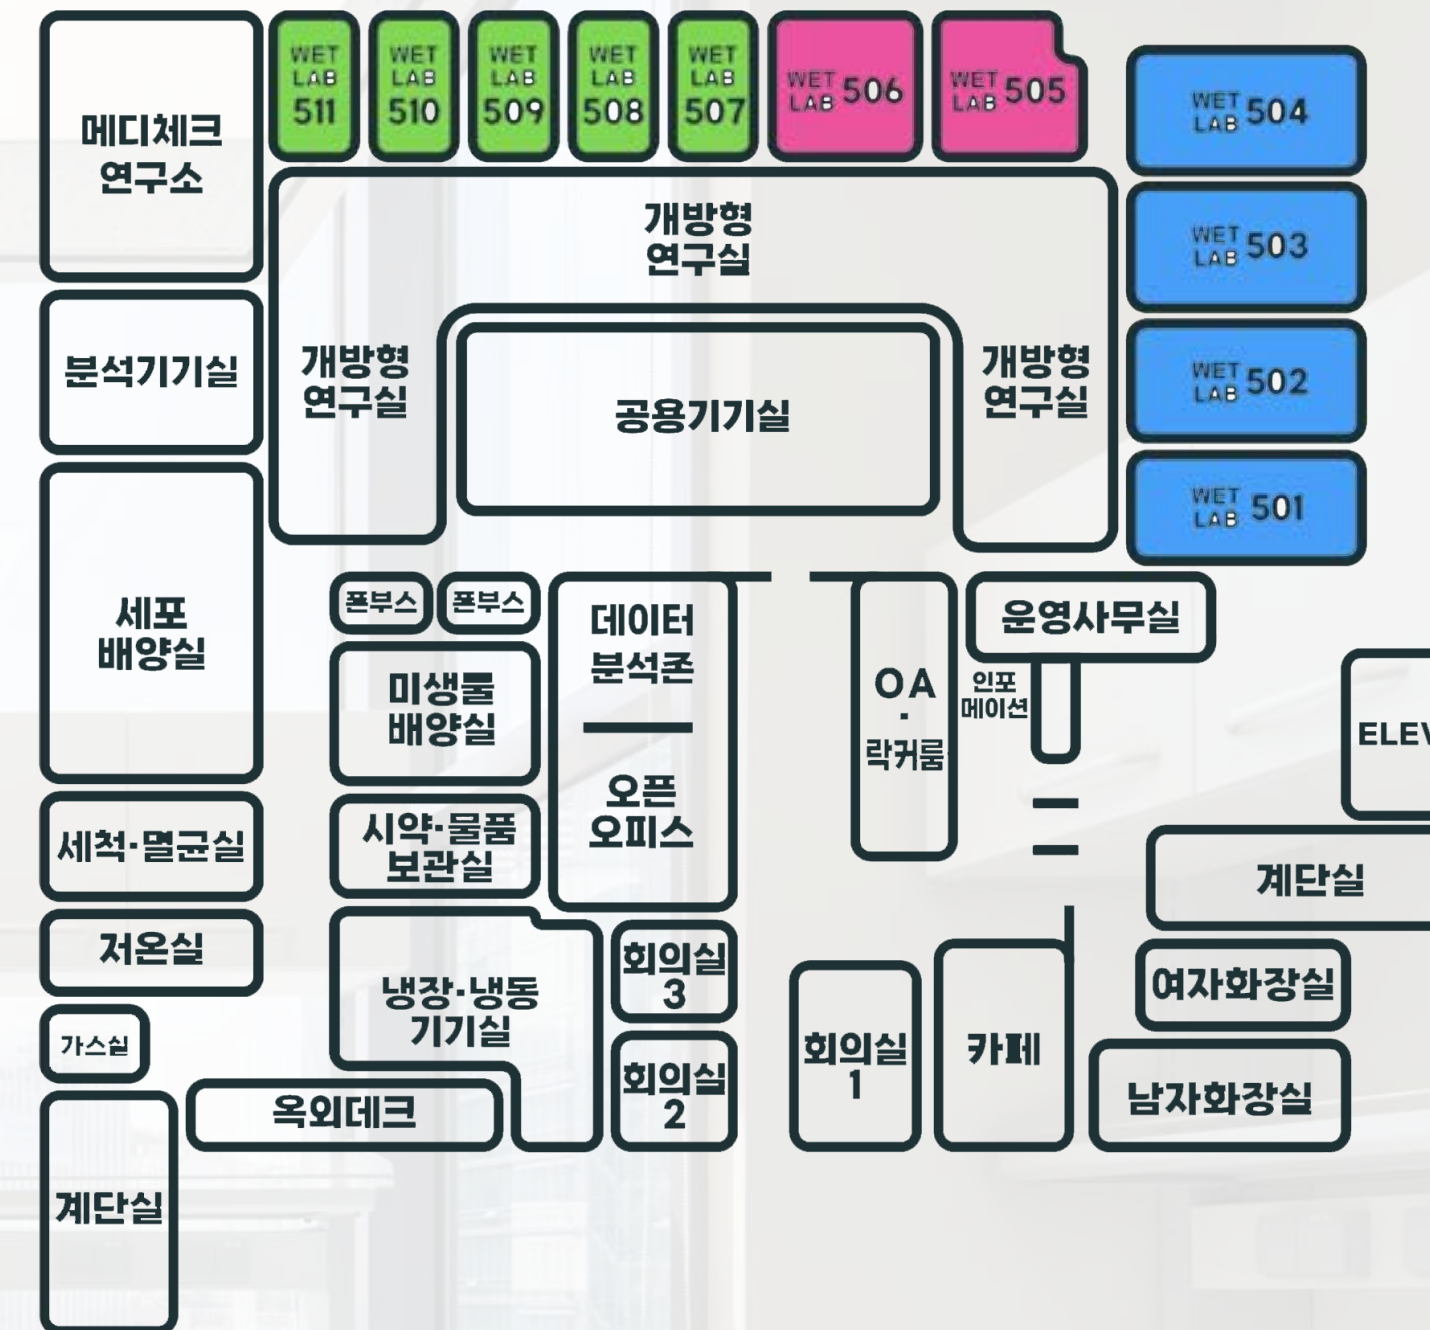 메디체크
연구소
WET
LAB
511
WET
LAB
510
WET
LAB
509
WET
LAB
508
WET
LAB
507
WET
LAB 506
WET
LAB 505
WET
LAB 504
WET
LAB 503
WET
LAB 502
WET
LAB 501
개방형
연구실
개방형
연구실
공용기기실
개방형
연구실
분석기기실
세포
배양실
세척·멸균실
저온실
가스실
계단실
폰부스
폰부스
미생물
배양실
시약·물품
보관실
냉장·냉동
기기실
옥외데크
데이터
분석존
오픈
오피스
회의실
3
회의실
2
OA
·
락커룸
운영사무실
인포
메이션
회의실
1
카페
ELEV
계단실
여자화장실
남자화장실